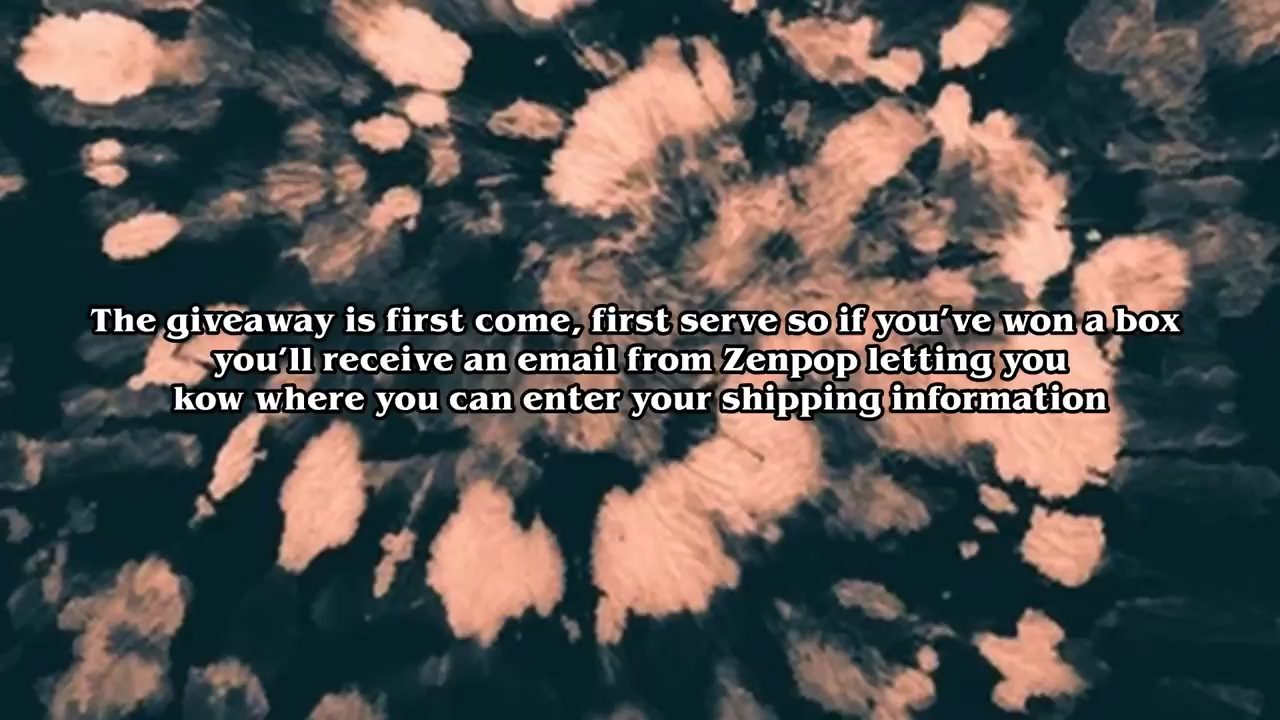 The giveaway is first come, first serve so if you've won a box
you'll receive an email from Zenpop letting you
kow where you can enter your shipping information